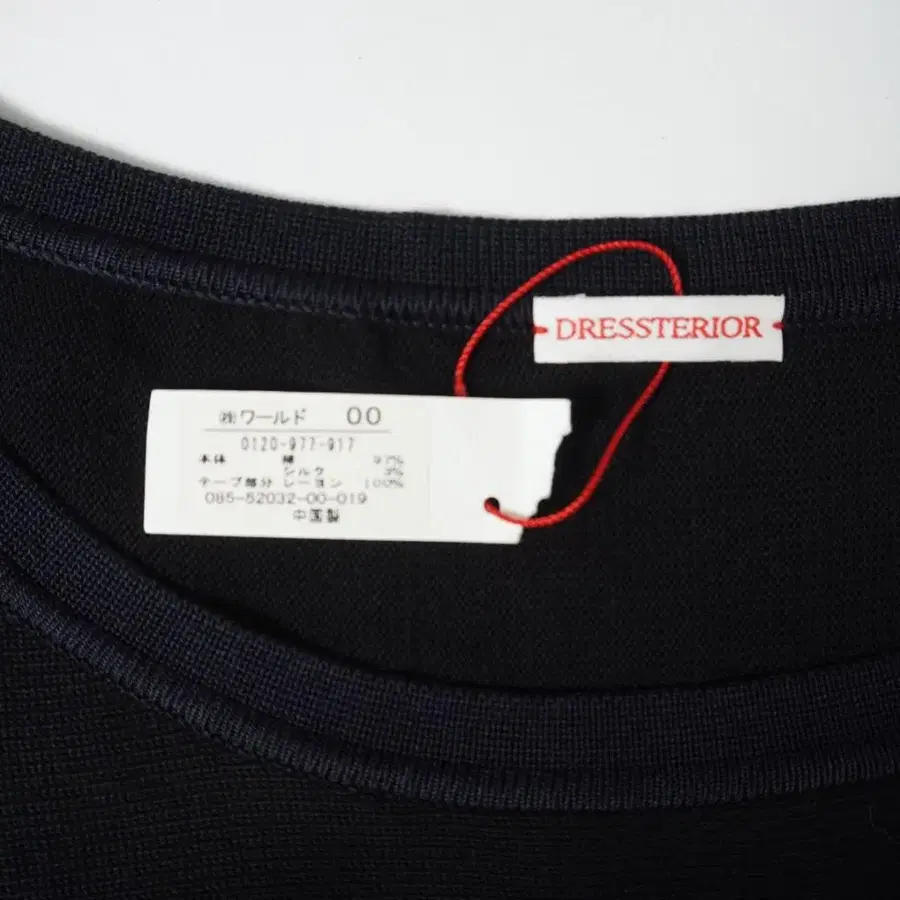 DRESSTERIOR
㈱ワールド 00
0120-977-917
本体 綿 97%
シルク 3%
テープ部分 レーヨン 100%
085-52032-00-019
中国製